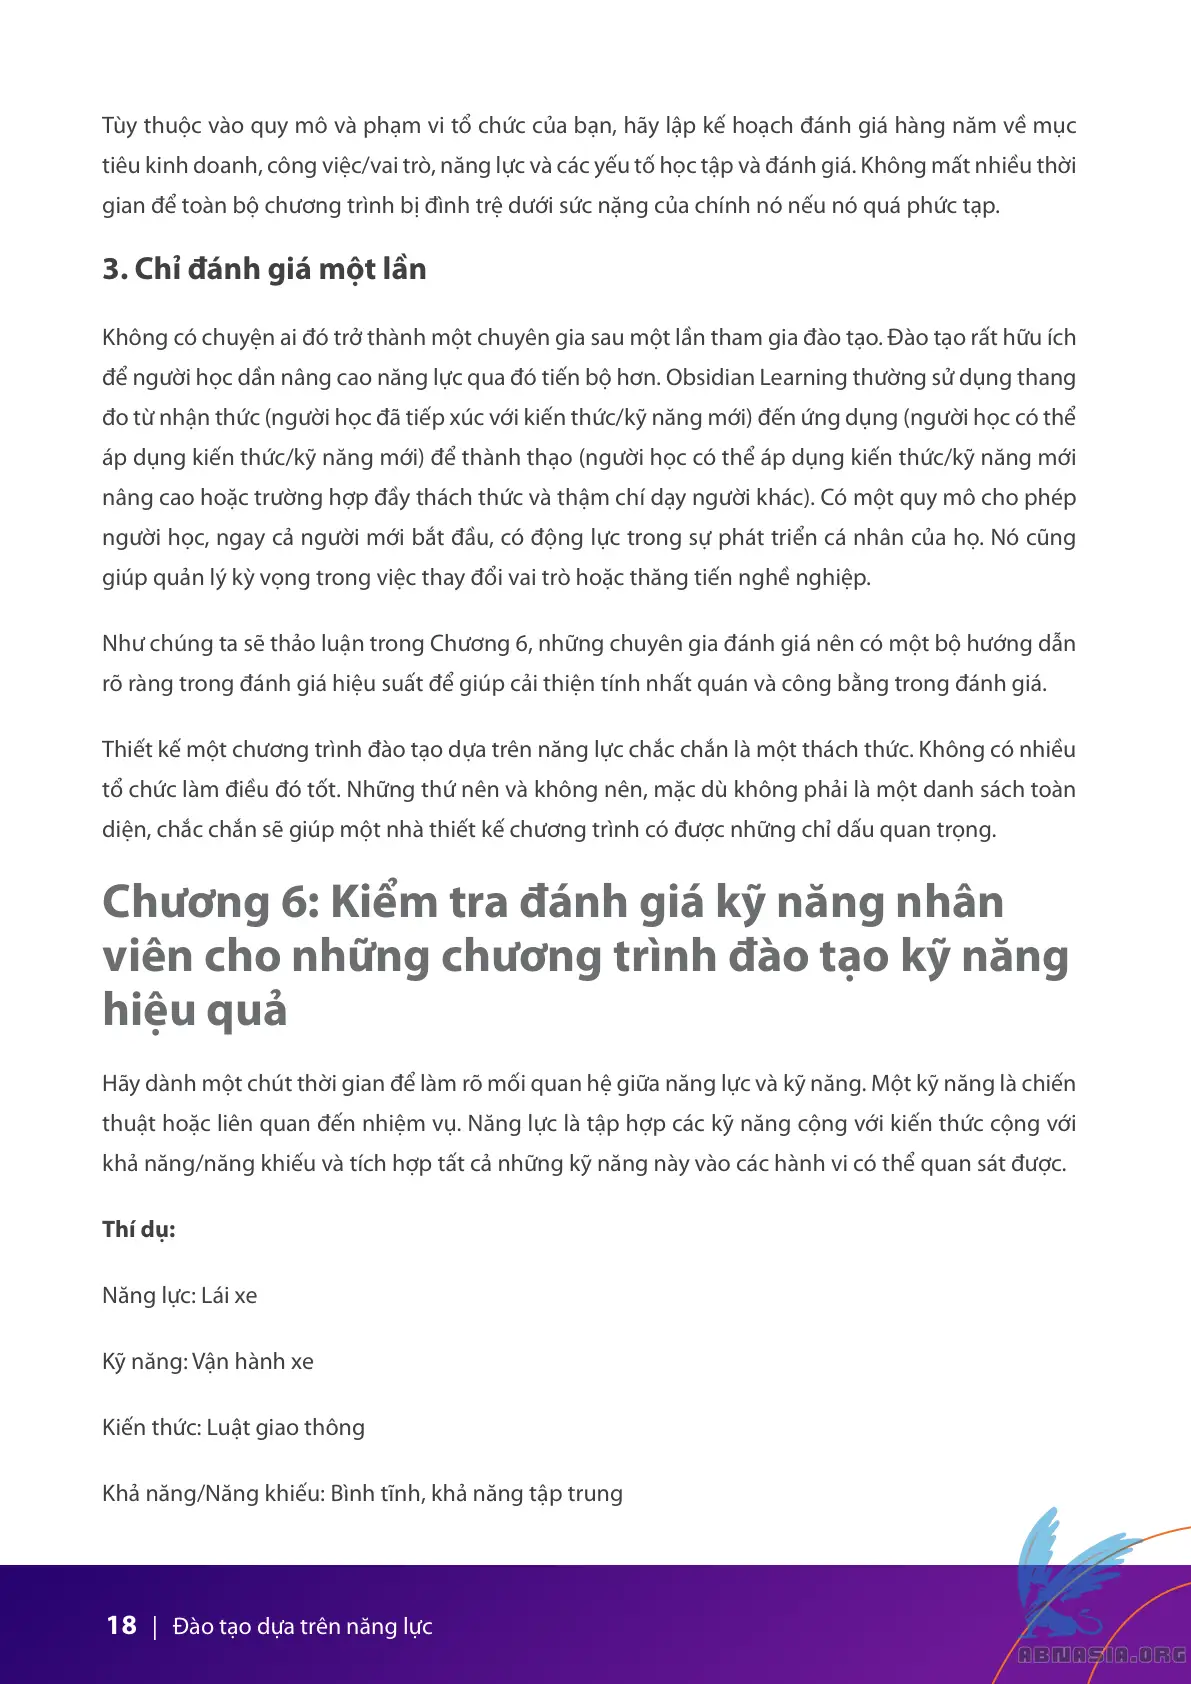 Tùy thuộc vào quy mô và phạm vi tổ chức của bạn, hãy lập kế hoạch đánh giá hàng năm về mục
tiêu kinh doanh, công việc/vai trò, năng lực và các yếu tố học tập và đánh giá. Không mất nhiều thời
gian để toàn bộ chương trình bị đình trệ dưới sức nặng của chính nó nếu nó quá phức tạp.
3. Chỉ đánh giá một lần
Không có chuyện ai đó trở thành một chuyên gia sau một lần tham gia đào tạo. Đào tạo rất hữu ích
để người học dần nâng cao năng lực qua đó tiến bộ hơn. Obsidian Learning thường sử dụng thang
đo từ nhận thức (người học đã tiếp xúc với kiến thức/kỹ năng mới) đến ứng dụng (người học có thể
áp dụng kiến thức/kỹ năng mới) để thành thạo (người học có thể áp dụng kiến thức/kỹ năng mới
nâng cao hoặc trường hợp đầy thách thức và thậm chí dạy người khác). Có một quy mô cho phép
người học, ngay cả người mới bắt đầu, có động lực trong sự phát triển cá nhân của họ. Nó cũng
giúp quản lý kỳ vọng trong việc thay đổi vai trò hoặc thăng tiến nghề nghiệp.
Như chúng ta sẽ thảo luận trong Chương 6, những chuyên gia đánh giá nên có một bộ hướng dẫn
rõ ràng trong đánh giá hiệu suất để giúp cải thiện tính nhất quán và công bằng trong đánh giá.
Thiết kế một chương trình đào tạo dựa trên năng lực chắc chắn là một thách thức. Không có nhiều
tổ chức làm điều đó tốt. Những thứ nên và không nên, mặc dù không phải là một danh sách toàn
diện, chắc chắn sẽ giúp một nhà thiết kế chương trình có được những chỉ dấu quan trọng.
Chương 6: Kiểm tra đánh giá kỹ năng nhân
viên cho những chương trình đào tạo kỹ năng
hiệu quả
Hãy dành một chút thời gian để làm rõ mối quan hệ giữa năng lực và kỹ năng. Một kỹ năng là chiến
thuật hoặc liên quan đến nhiệm vụ. Năng lực là tập hợp các kỹ năng cộng với kiến thức cộng với
khả năng/năng khiếu và tích hợp tất cả những kỹ năng này vào các hành vi có thể quan sát được.
Thí dụ:
Năng lực: Lái xe
Kỹ năng: Vận hành xe
Kiến thức: Luật giao thông
Khả năng/Năng khiếu: Bình tĩnh, khả năng tập trung
18 | Đào tạo dựa trên năng lực
ABNASIA.ORG